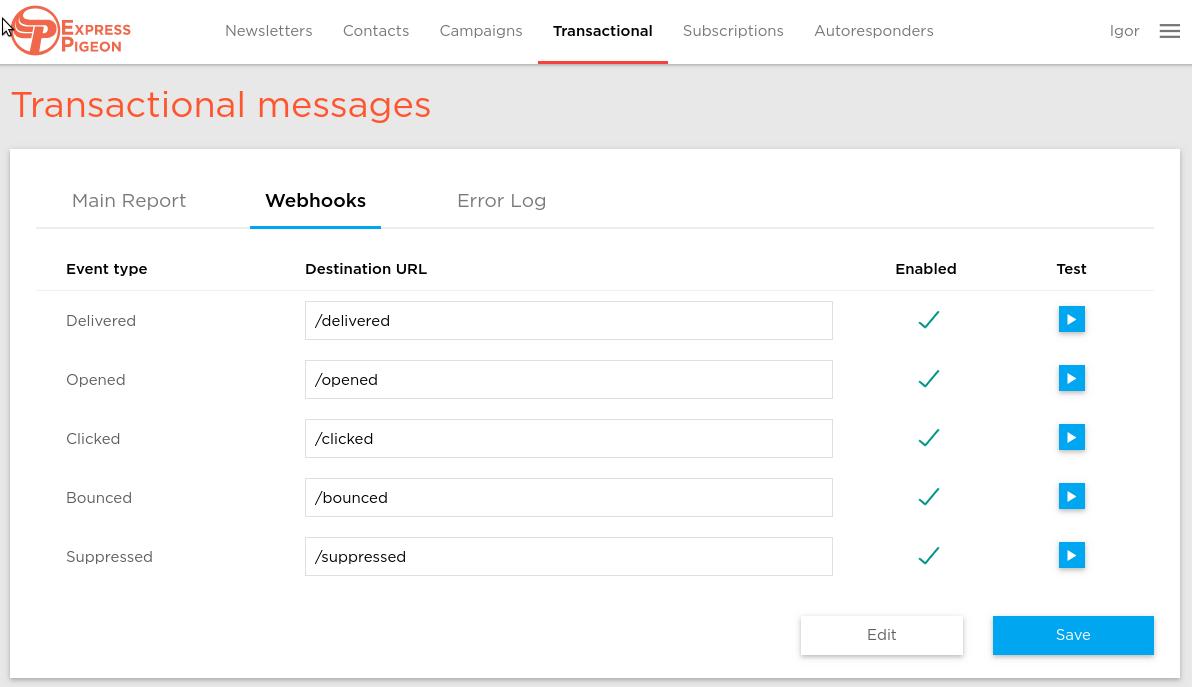 EXPRESS
PIGEON
Newsletters Contacts Campaigns Transactional Subscriptions Autoresponders Igor
Transactional messages
Main Report Webhooks Error Log
Event type Destination URL Enabled Test
Delivered /delivered
Opened /opened
Clicked /clicked
Bounced /bounced
Suppressed /suppressed
Edit Save